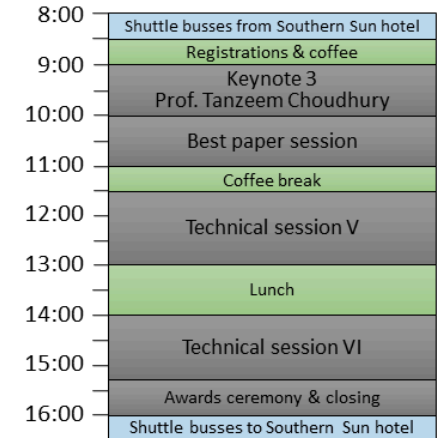 8:00
Shuttle busses from Southern Sun hotel
Registrations & coffee
9:00
Keynote 3
Prof. Tanzeem Choudhury
10:00
Best paper session
11:00
Coffee break
12:00
Technical session V
13:00
Lunch
14:00
Technical session VI
15:00
Awards ceremony & closing
16:00
Shuttle busses to Southern Sun hotel